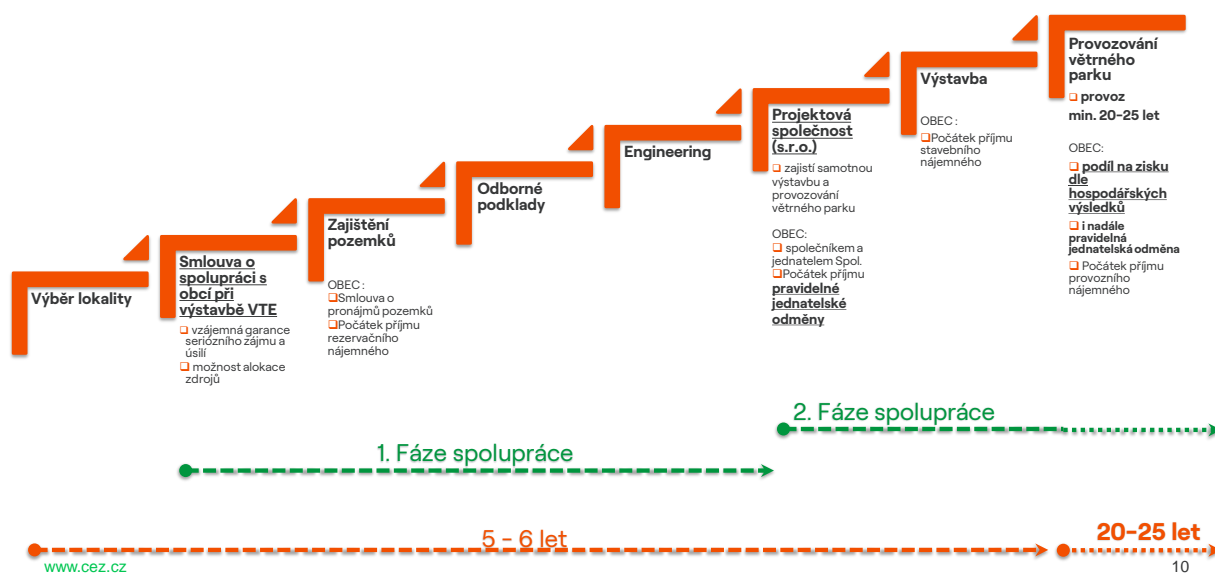 Výběr lokality
Smlouva o
spolupráci s
obcí při
výstavbě VTE
❑ vzájemná garance
seriózního zájmu a
úsilí
❑ možnost alokace
zdrojů
Zajištění
pozemků
OBEC :
❑Smlouva o
pronájmů pozemků
❑Počátek příjmu
rezervačního
nájemného
Odborné
podklady
Engineering
Projektová
společnost
(s.r.o.)
❑ zajistí samotnou
výstavbu a
provozování
větrného parku
OBEC:
❑ společníkem a
jednatelem Spol.
❑Počátek příjmu
pravidelné
jednatelské
odměny
Výstavba
OBEC :
❑Počátek příjmu
stavebního
nájemného
Provozování
větrného
parku
❑ provoz
min. 20-25 let
OBEC:
❑ podíl na zisku
dle
hospodářských
výsledků
❑ i nadále
pravidelná
jednatelská odměna
❑ Počátek příjmu
provozního
nájemného
2. Fáze spolupráce
1. Fáze spolupráce
5 - 6 let
20-25 let
www.cez.cz
10